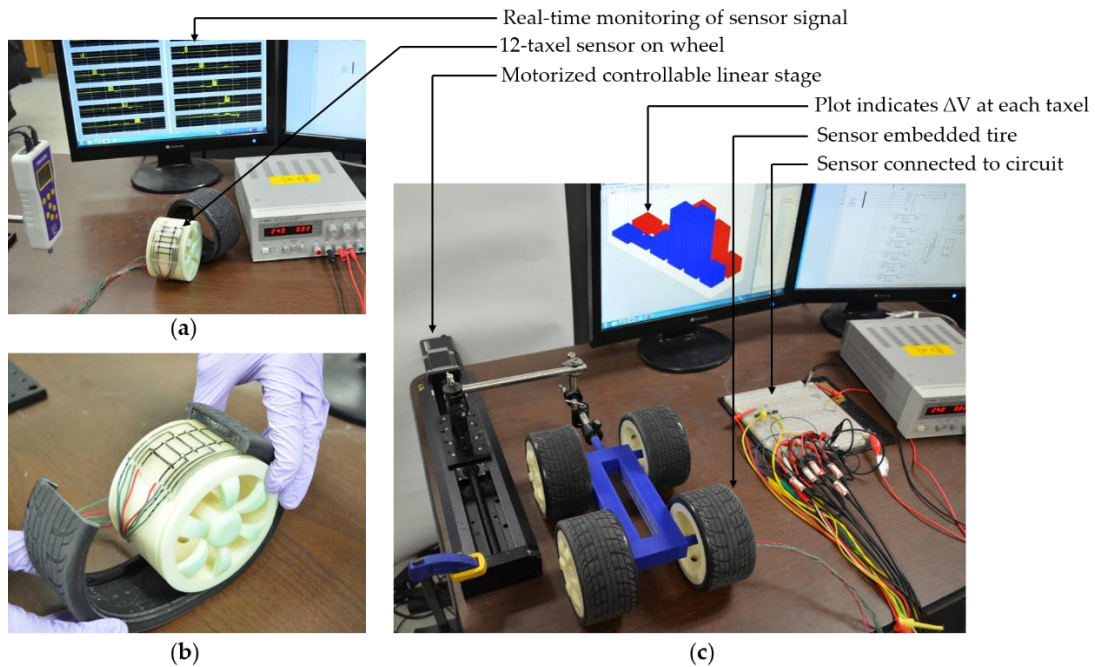 Real-time monitoring of sensor signal
12-taxel sensor on wheel
Motorized controllable linear stage
Plot indicates ΔV at each taxel
Sensor embedded tire
Sensor connected to circuit
(a)
(b)
(c)